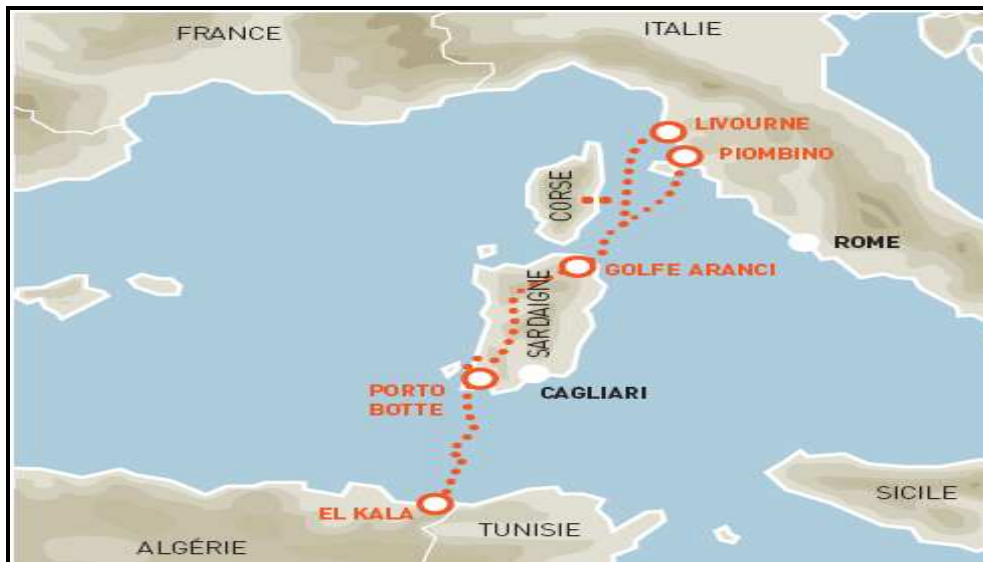 FRANCE
ITALIE
LIVOURNE
PIOMBINO
CORSE
ROME
GOLFE ARANCI
SARDAIGNE
PORTO
BOTTE
CAGLIARI
EL KALA
SICILE
TUNISIE
ALGÉRIE